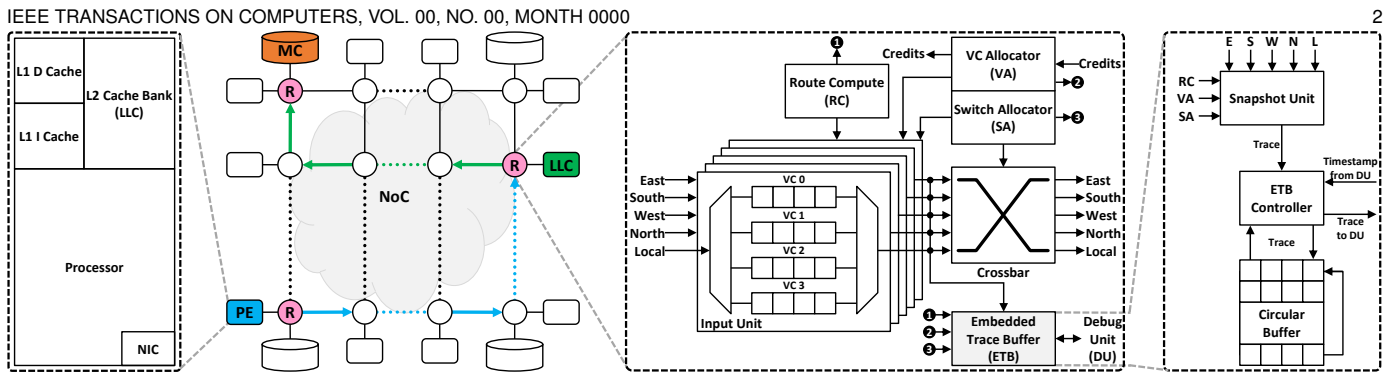 IEEE TRANSACTIONS ON COMPUTERS, VOL. 00, NO. 00, MONTH 0000
2
L1 D Cache
L2 Cache Bank
(LLC)
L1 I Cache
Processor
NIC
MC
R
R
LLC
NoC
PE
R
1
Route Compute
(RC)
Credits
VC Allocator
(VA)
Credits
2
Switch Allocator
(SA)
3
East
South
West
North
Local
VC 0
VC 1
VC 2
VC 3
Input Unit
East
South
West
North
Local
Crossbar
1
2
3
Embedded
Trace Buffer
(ETB)
Debug
Unit
(DU)
E S W N L
RC
VA
SA
Snapshot Unit
Trace
Timestamp
from DU
ETB
Controller
Trace
to DU
Trace
Circular
Buffer